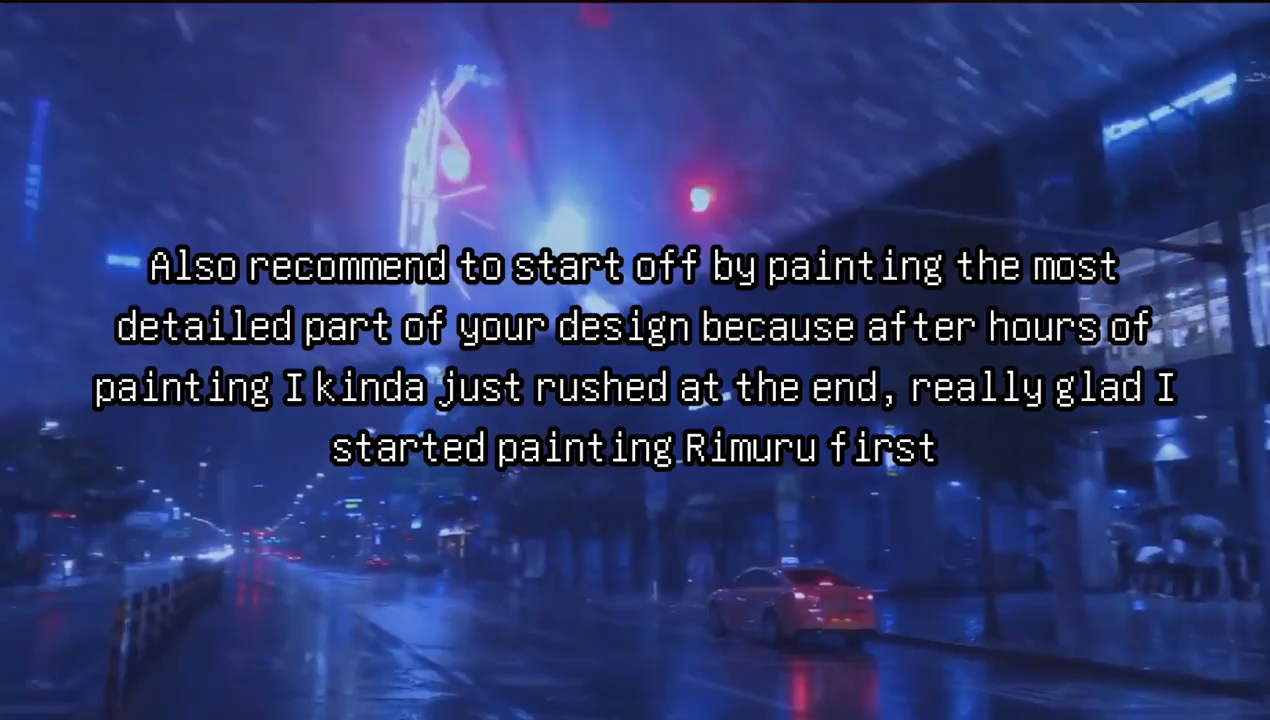 Also recommend to start off by painting the most
detailed part of your design because after hours of
painting I kinda just rushed at the end, really glad I
started painting Rimuru first